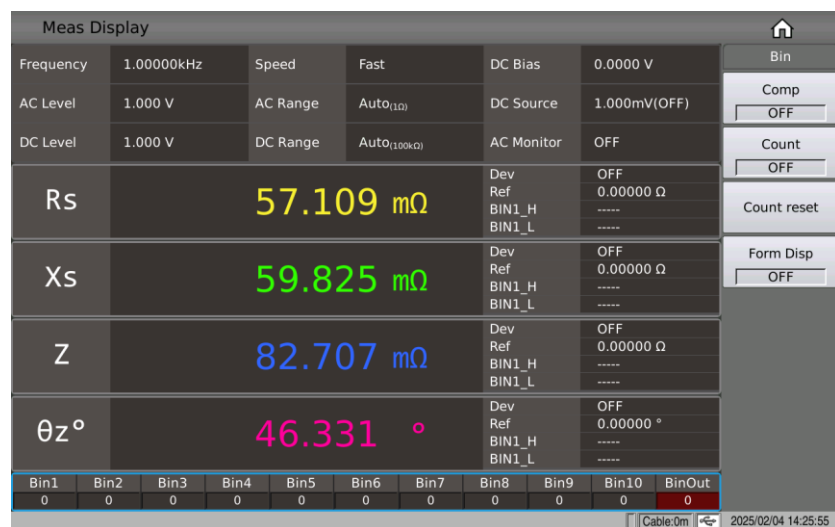 Meas Display
Frequency 1.00000kHz Speed Fast DC Bias 0.0000 V
AC Level 1.000 V AC Range Auto(1Ω) DC Source 1.000mV(OFF)
DC Level 1.000 V DC Range Auto(100kΩ) AC Monitor OFF
Rs 57.109 mΩ
Dev OFF
Ref 0.00000 Ω
BIN1_H -----
BIN1_L -----
Xs 59.825 mΩ
Dev OFF
Ref 0.00000 Ω
BIN1_H -----
BIN1_L -----
Z 82.707 mΩ
Dev OFF
Ref 0.00000 Ω
BIN1_H -----
BIN1_L -----
θz° 46.331 °
Dev OFF
Ref 0.00000 °
BIN1_H -----
BIN1_L -----
Bin1 Bin2 Bin3 Bin4 Bin5 Bin6 Bin7 Bin8 Bin9 Bin10 BinOut
0 0 0 0 0 0 0 0 0 0 0
Bin
Comp
OFF
Count
OFF
Count reset
Form Disp
OFF
Cable:0m 2025/02/04 14:25:55